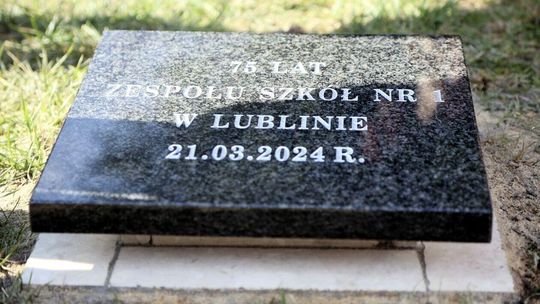 75 LAT
ZESPOŁU SZKÓŁ NR 1
W LUBLINIE
21.03.2024 R.